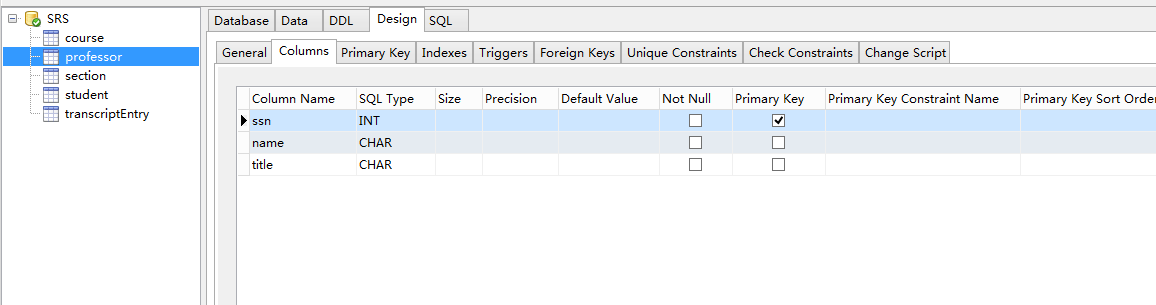 SRS
course
professor
section
student
transcriptEntry
Database Data DDL Design SQL
General Columns Primary Key Indexes Triggers Foreign Keys Unique Constraints Check Constraints Change Script
Column Name SQL Type Size Precision Default Value Not Null Primary Key Primary Key Constraint Name Primary Key Sort Order
ssn INT
name CHAR
title CHAR